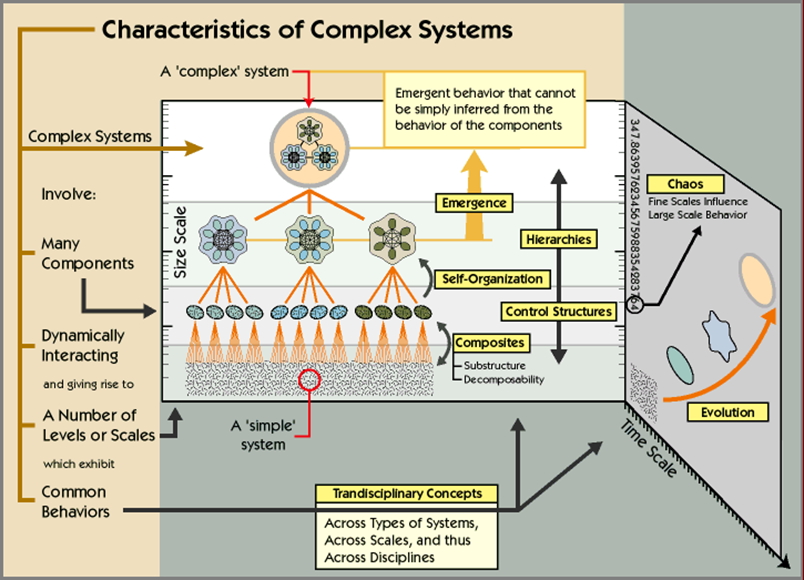 Characteristics of Complex Systems
A 'complex' system
Emergent behavior that cannot
be simply inferred from the
behavior of the components
Complex Systems
Involve:
Many
Components
Dynamically
Interacting
and giving rise to
A Number of
Levels or Scales
which exhibit
Common
Behaviors
Size Scale
Emergence
Hierarchies
Self-Organization
Control Structures
Composites
Substructure
Decomposability
A 'simple'
system
Chaos
Fine Scales Influence
Large Scale Behavior
Evolution
Time Scale
Trandisciplinary Concepts
Across Types of Systems,
Across Scales, and thus
Across Disciplines